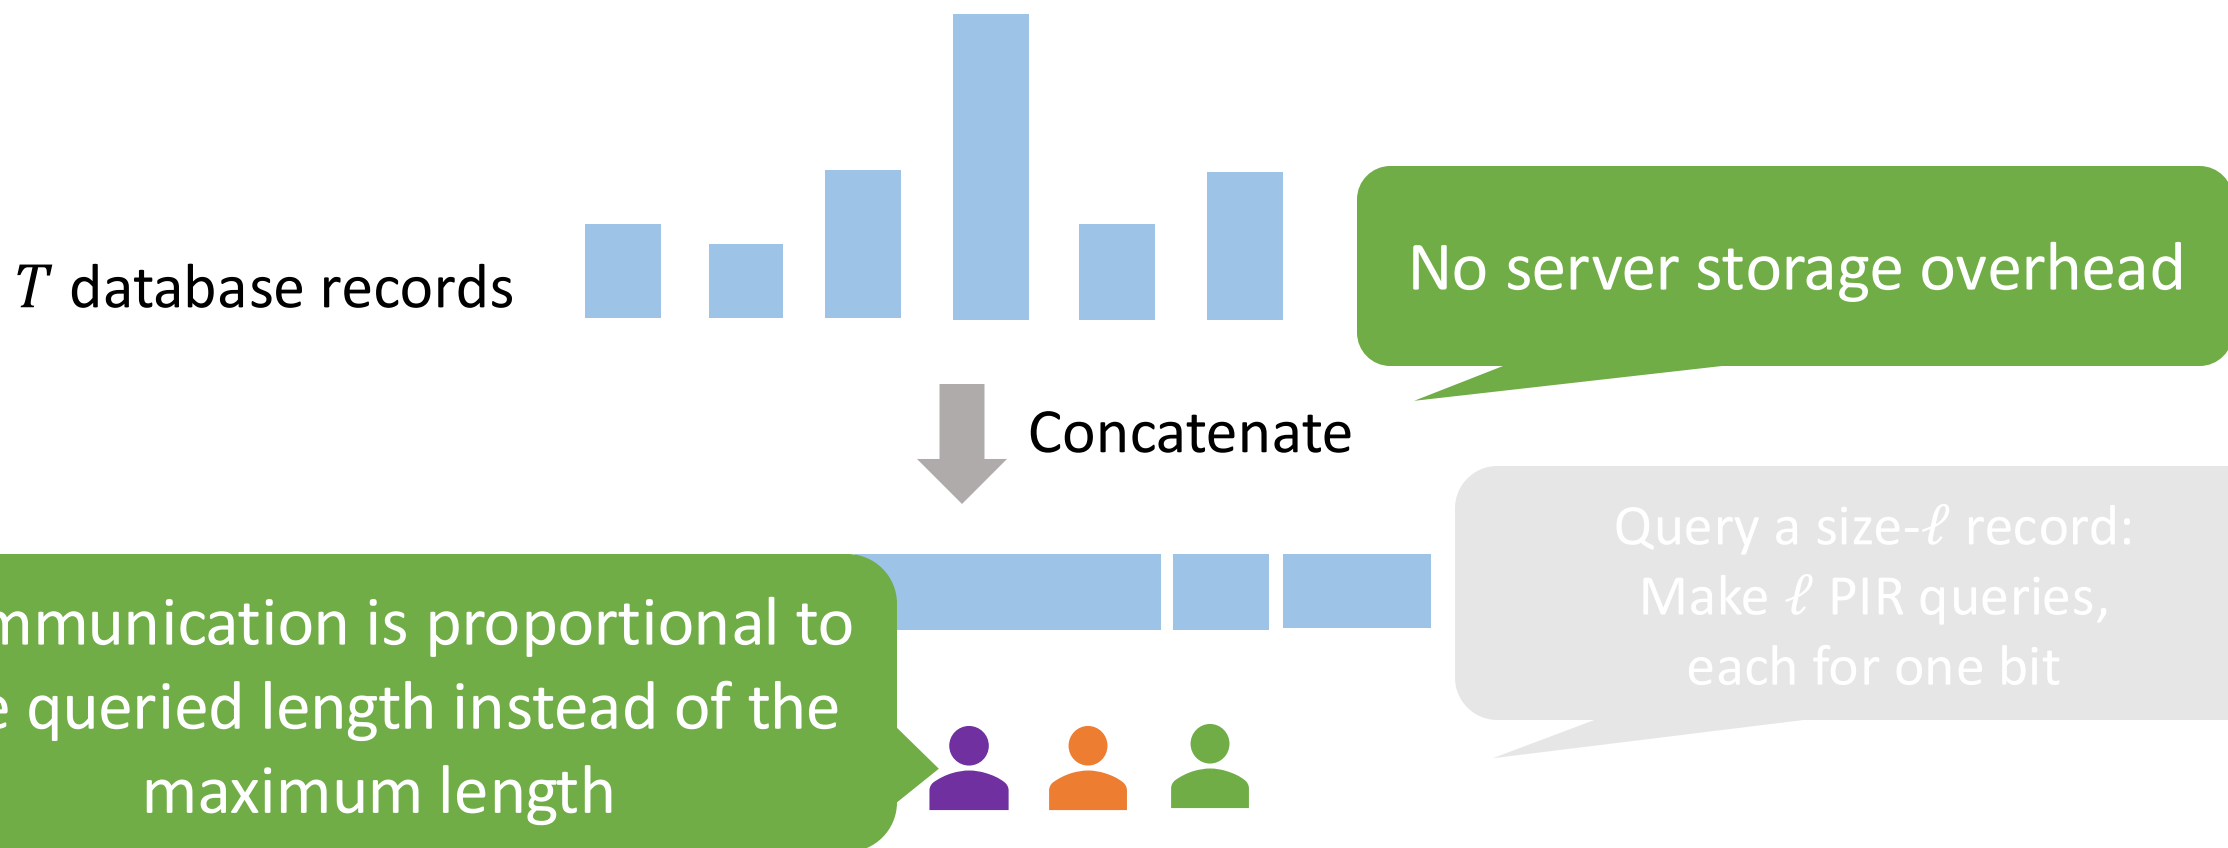 T database records
No server storage overhead
Concatenate
Query a size-ℓ record:
Make ℓ PIR queries,
each for one bit
mmunication is proportional to
e queried length instead of the
maximum length